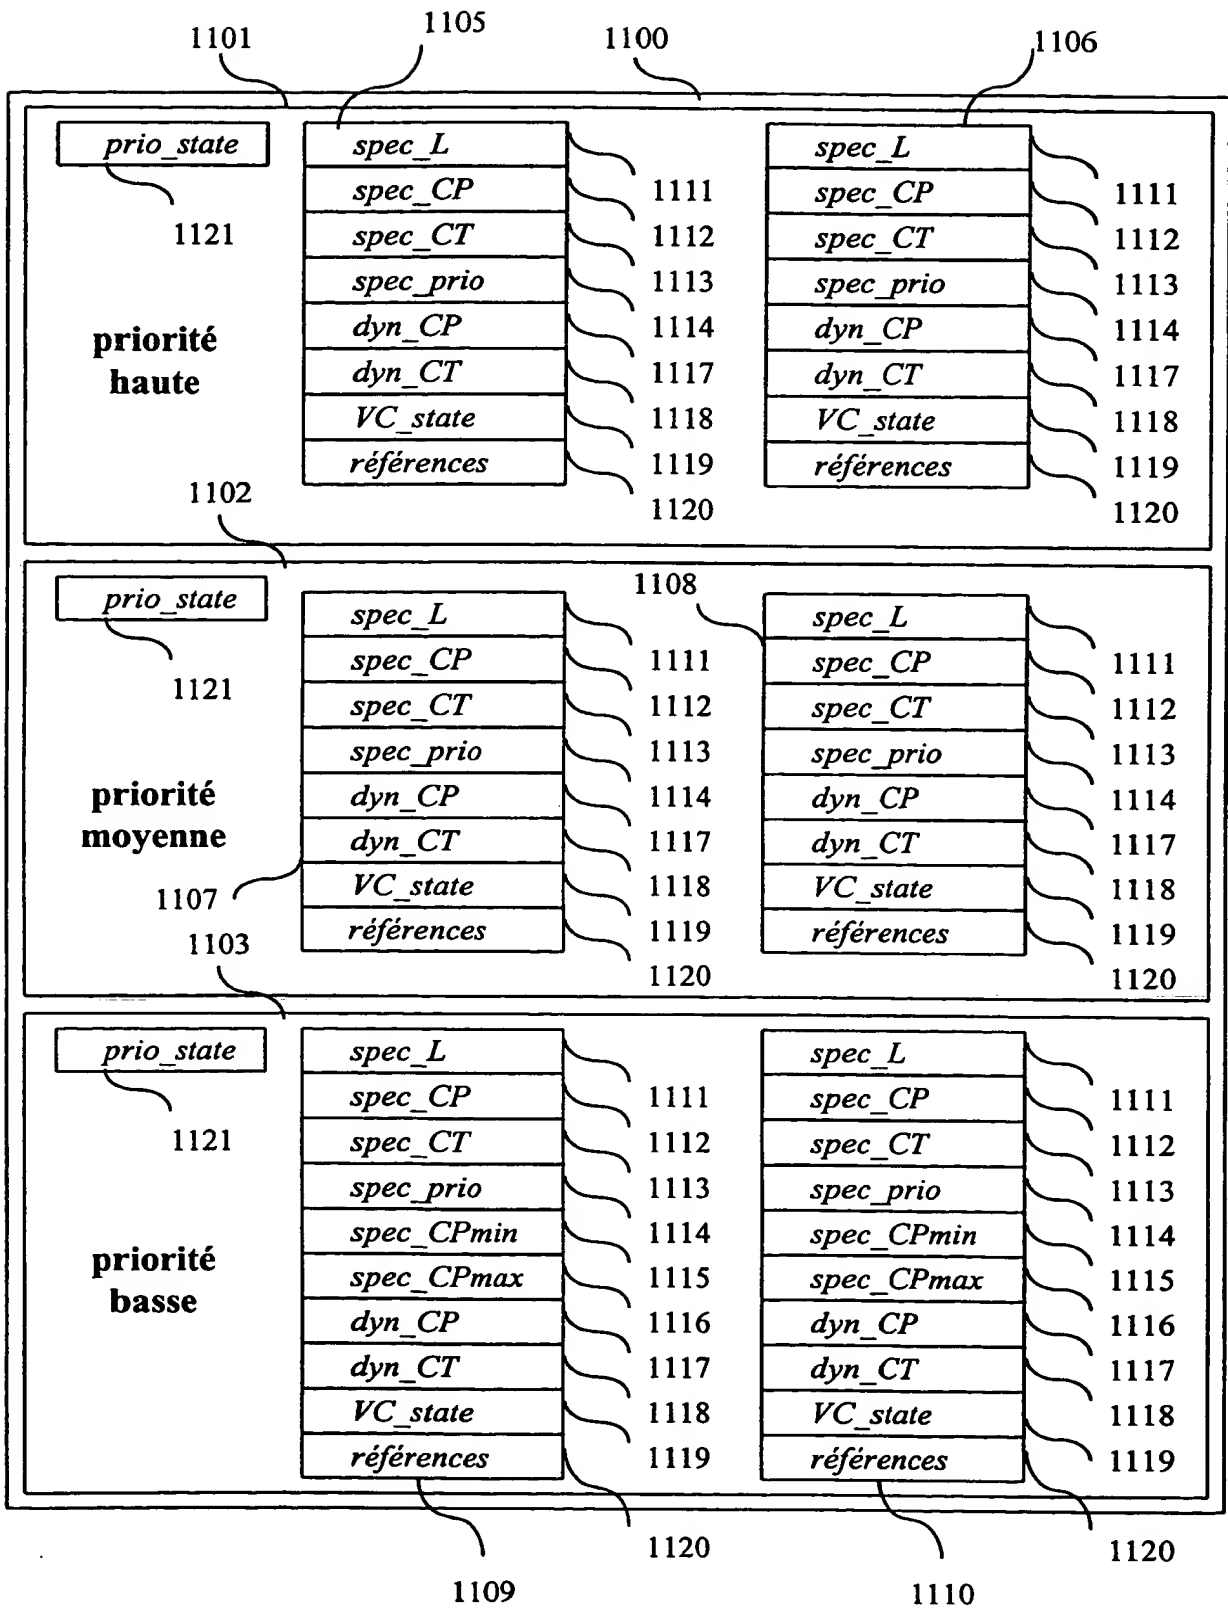 1105
1101
1100
1106
prio_state
spec_L
spec_L
spec_CP
1111
spec_CP
1111
1121
spec_CT
1112
spec_CT
1112
spec_prio
1113
spec_prio
1113
priorité
haute
dyn_CP
1114
dyn_CP
1114
dyn_CT
1117
dyn_CT
1117
VC_state
1118
VC_state
1118
références
1119
références
1119
1102
1120
1120
prio_state
1108
spec_L
spec_L
spec_CP
1111
spec_CP
1111
1121
spec_CT
1112
spec_CT
1112
spec_prio
1113
spec_prio
1113
priorité
moyenne
dyn_CP
1114
dyn_CP
1114
dyn_CT
1117
dyn_CT
1117
VC_state
1118
VC_state
1118
1107
références
1119
références
1119
1103
1120
1120
prio_state
spec_L
spec_L
spec_CP
1111
spec_CP
1111
1121
spec_CT
1112
spec_CT
1112
spec_prio
1113
spec_prio
1113
spec_CPmin
1114
spec_CPmin
1114
priorité
basse
spec_CPmax
1115
spec_CPmax
1115
dyn_CP
1116
dyn_CP
1116
dyn_CT
1117
dyn_CT
1117
VC_state
1118
VC_state
1118
références
1119
références
1119
1120
1120
1109
1110